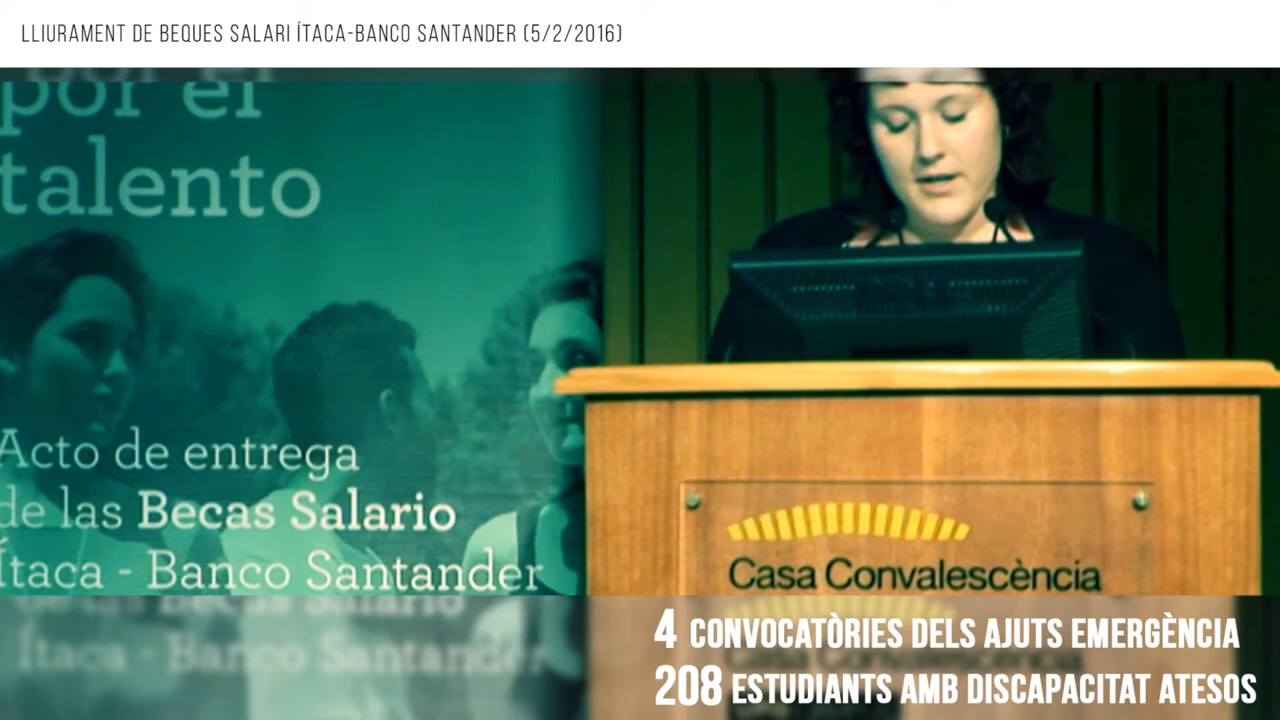 LLIURAMENT DE BEQUES SALARI ÍTACA-BANCO SANTANDER (5/2/2016)
por el
talento
Acto de entrega
de las Becas Salario
Ítaca - Banco Santander
Casa Convalescència
4 CONVOCATÒRIES DELS AJUTS EMERGÈNCIA
208 ESTUDIANTS AMB DISCAPACITAT ATESOS